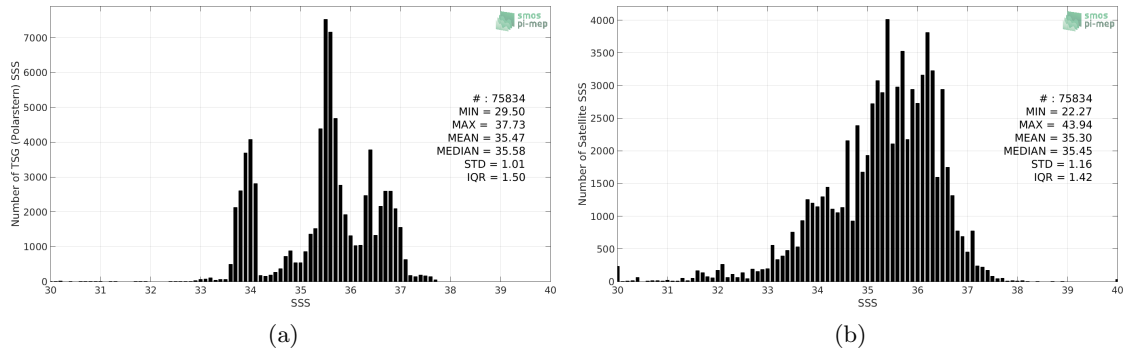 smos
pi-mep
Number of TSG (Polarstern) SSS
7000
6000
5000
4000
3000
2000
1000
0
# : 75834
MIN = 29.50
MAX = 37.73
MEAN = 35.47
MEDIAN = 35.58
STD = 1.01
IQR = 1.50
30 31 32 33 34 35 36 37 38 39 40
SSS
(a)
smos
pi-mep
Number of Satellite SSS
4000
3500
3000
2500
2000
1500
1000
500
0
# : 75834
MIN = 22.27
MAX = 43.94
MEAN = 35.30
MEDIAN = 35.45
STD = 1.16
IQR = 1.42
30 31 32 33 34 35 36 37 38 39 40
SSS
(b)